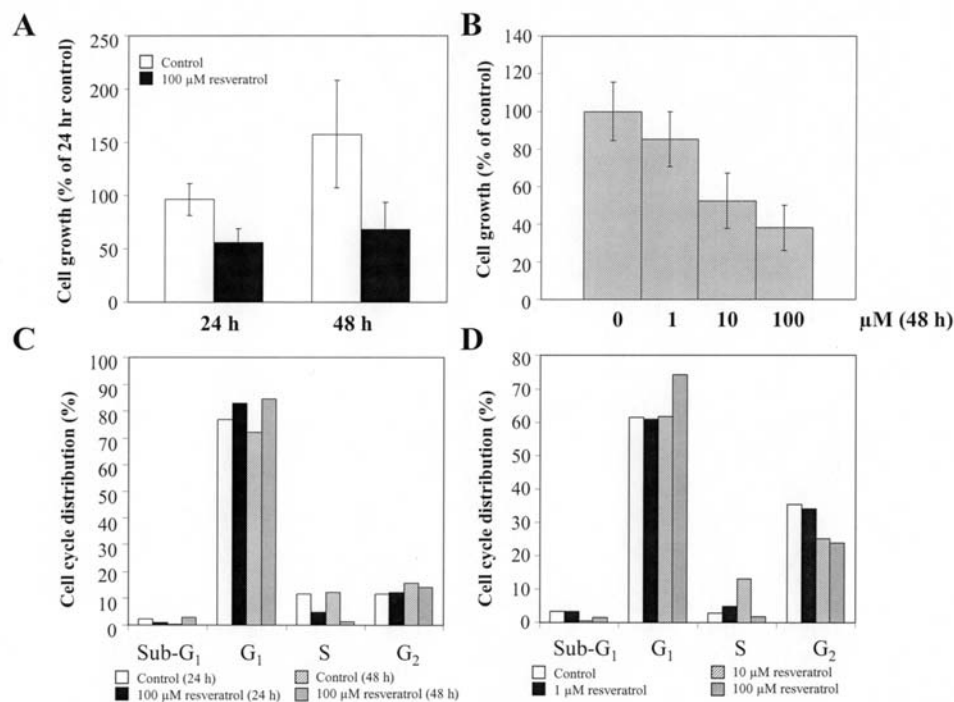 A
Cell growth (% of 24 hr control)
250
200
150
100
50
0
Control
100 µM resveratrol
24 h 48 h
B
Cell growth (% of control)
140
120
100
80
60
40
20
0
0 1 10 100 µM (48 h)
C
Cell cycle distribution (%)
100
90
80
70
60
50
40
30
20
10
0
Sub-G₁ G₁ S G₂
Control (24 h) Control (48 h)
100 µM resveratrol (24 h) 100 µM resveratrol (48 h)
D
Cell cycle distribution (%)
80
70
60
50
40
30
20
10
0
Sub-G₁ G₁ S G₂
Control 10 µM resveratrol
1 µM resveratrol 100 µM resveratrol